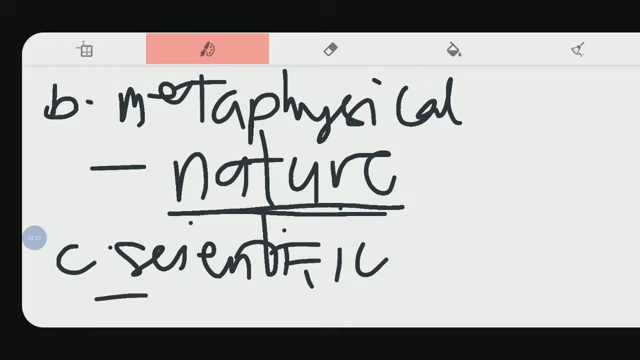 b. metaphysical
— nature
c. scientific